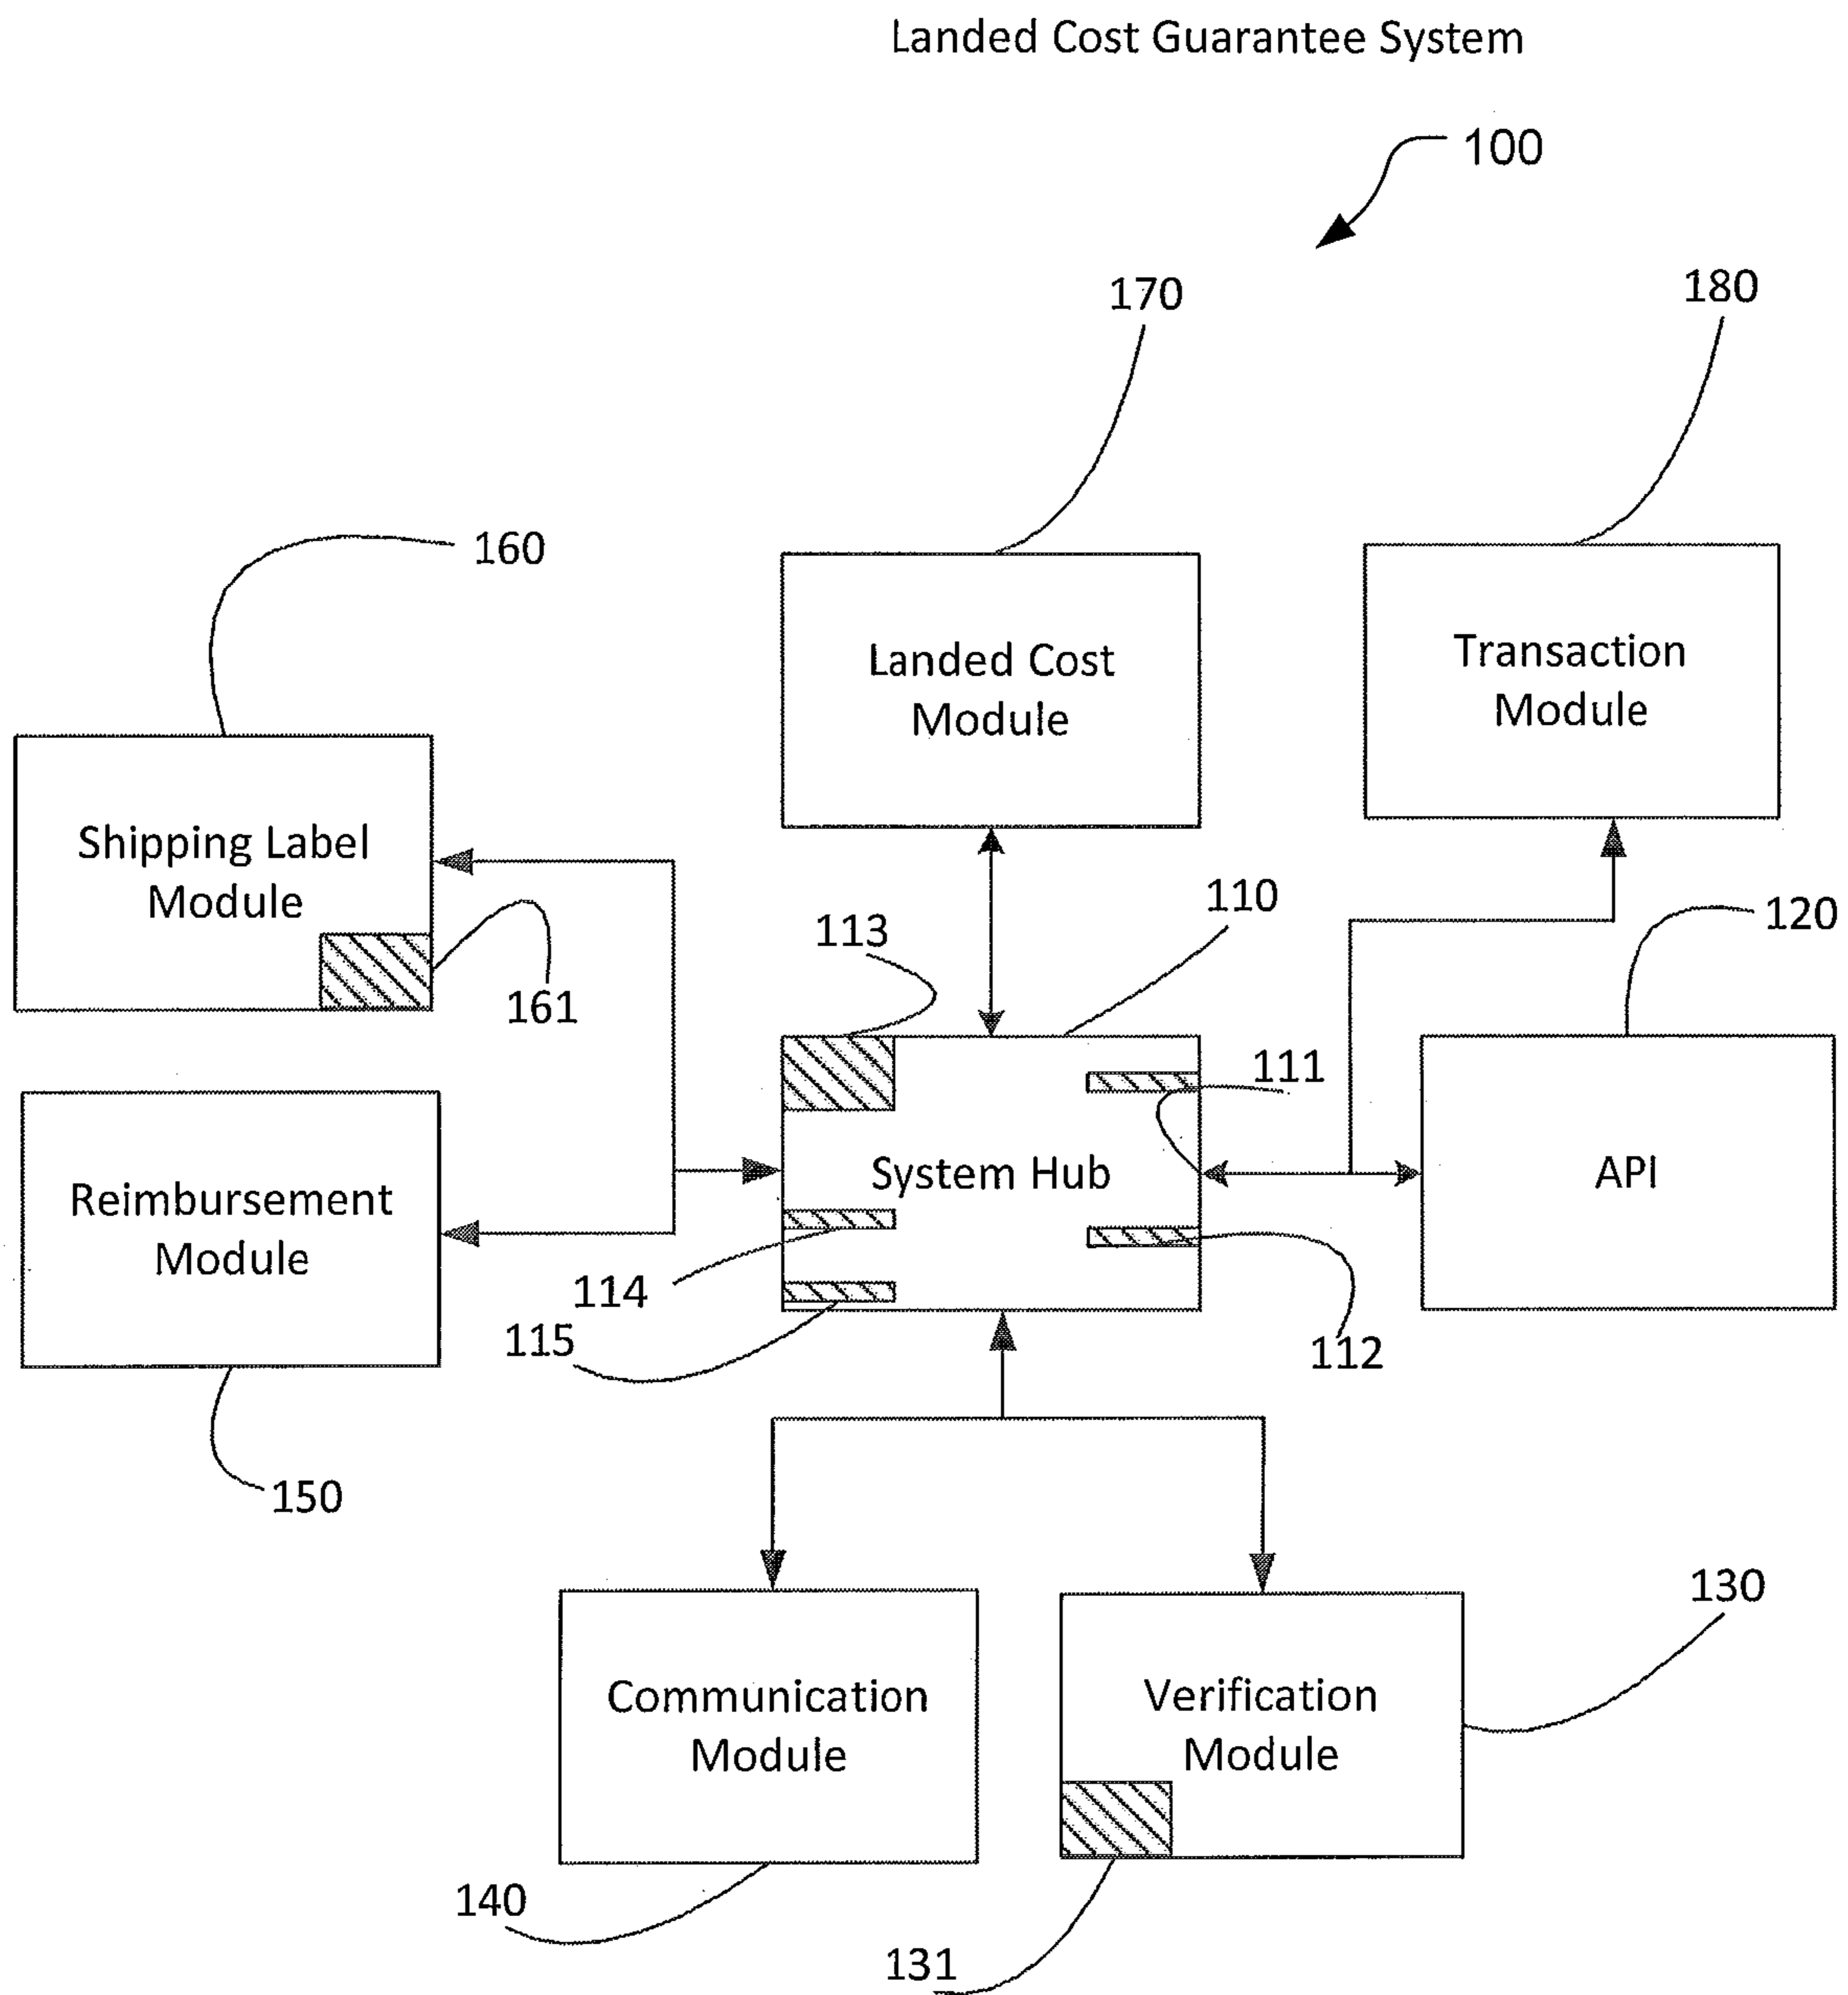 Landed Cost Guarantee System
100
170
180
160
Landed Cost
Module
Transaction
Module
Shipping Label
Module
161
113
110
120
111
System Hub
API
Reimbursement
Module
114
115
112
150
130
Communication
Module
Verification
Module
140
131